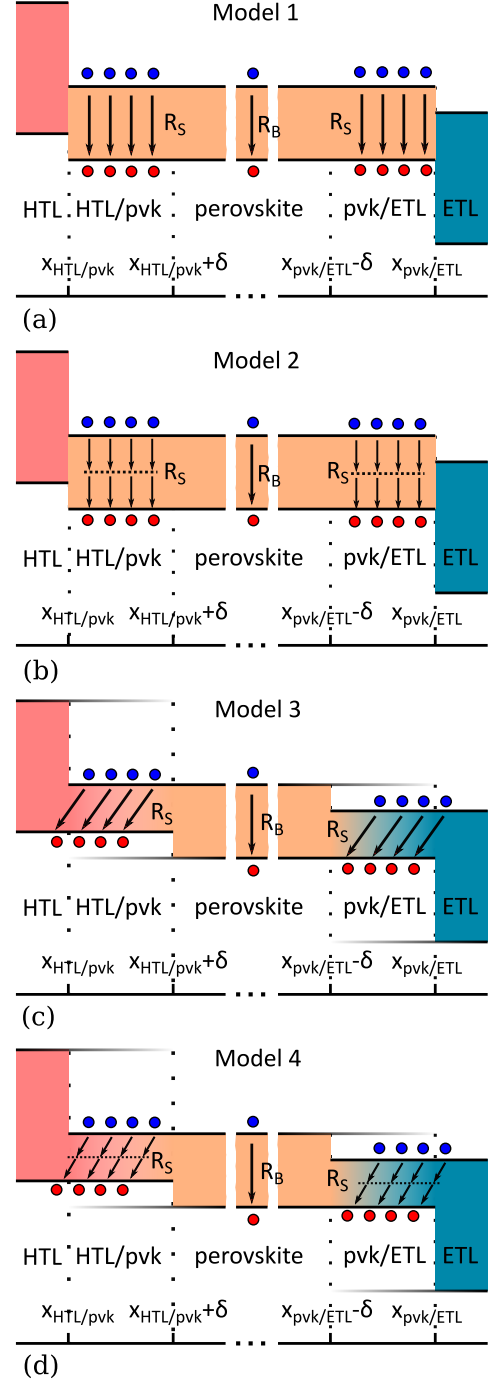 Model 1
R_S R_B R_S
HTL HTL/pvk perovskite pvk/ETL ETL
x_HTL/pvk x_HTL/pvk+δ x_pvk/ETL-δ x_pvk/ETL
(a)
Model 2
R_S R_B R_S
HTL HTL/pvk perovskite pvk/ETL ETL
x_HTL/pvk x_HTL/pvk+δ x_pvk/ETL-δ x_pvk/ETL
(b)
Model 3
R_S R_B R_S
HTL HTL/pvk perovskite pvk/ETL ETL
x_HTL/pvk x_HTL/pvk+δ x_pvk/ETL-δ x_pvk/ETL
(c)
Model 4
R_S R_B R_S
HTL HTL/pvk perovskite pvk/ETL ETL
x_HTL/pvk x_HTL/pvk+δ x_pvk/ETL-δ x_pvk/ETL
(d)